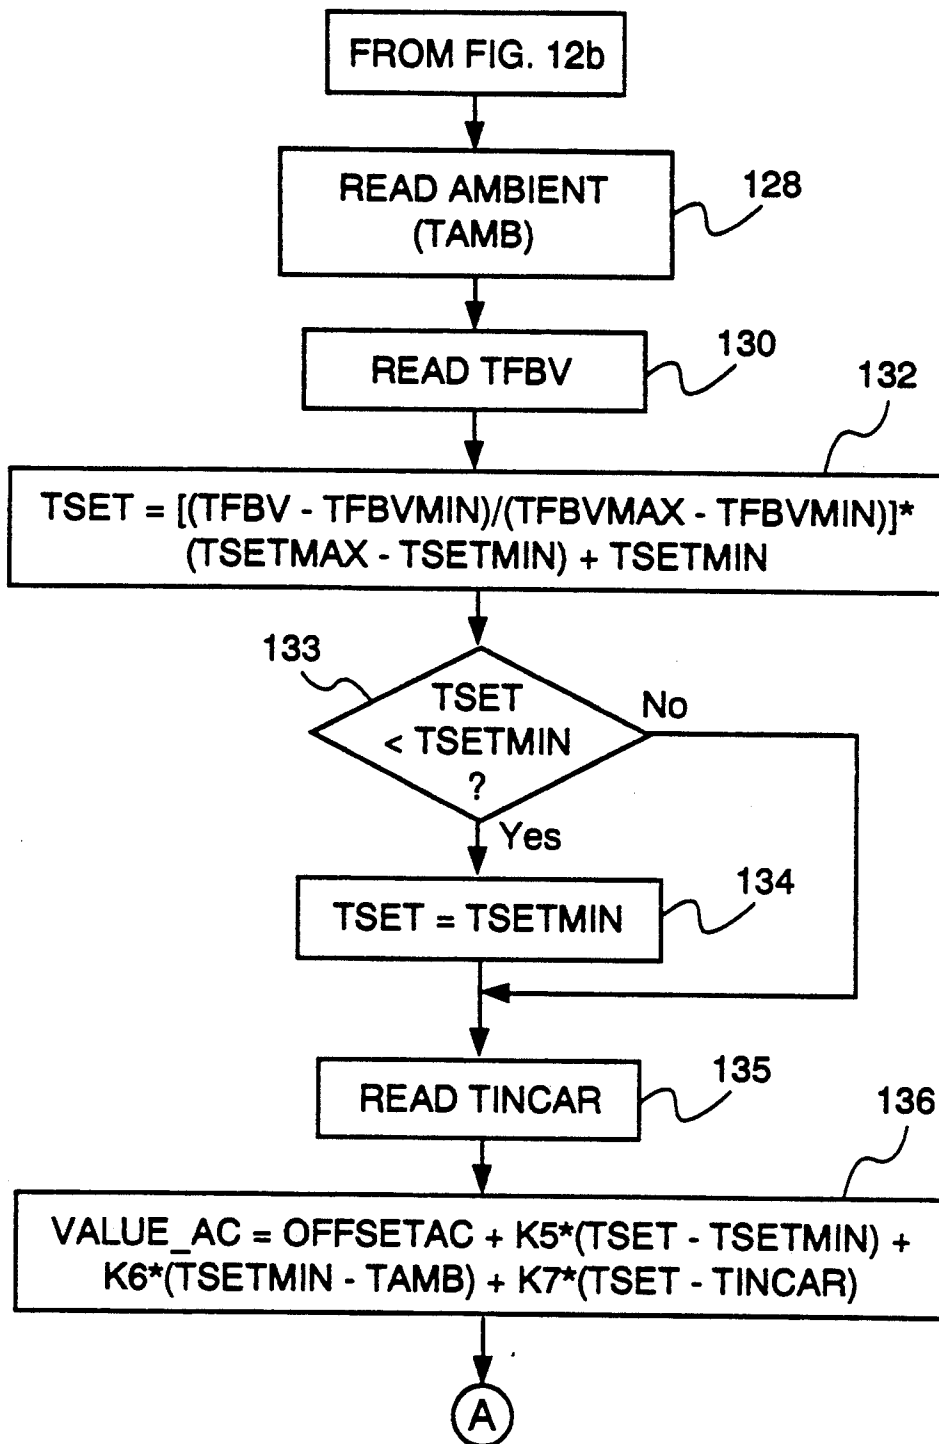 FROM FIG. 12b
READ AMBIENT
(TAMB)
128
READ TFBV
130
132
TSET = [(TFBV - TFBVMIN)/(TFBVMAX - TFBVMIN)]*
(TSETMAX - TSETMIN) + TSETMIN
133
TSET
< TSETMIN
?
No
Yes
TSET = TSETMIN
134
READ TINCAR
135
136
VALUE_AC = OFFSETAC + K5*(TSET - TSETMIN) +
K6*(TSETMIN - TAMB) + K7*(TSET - TINCAR)
A